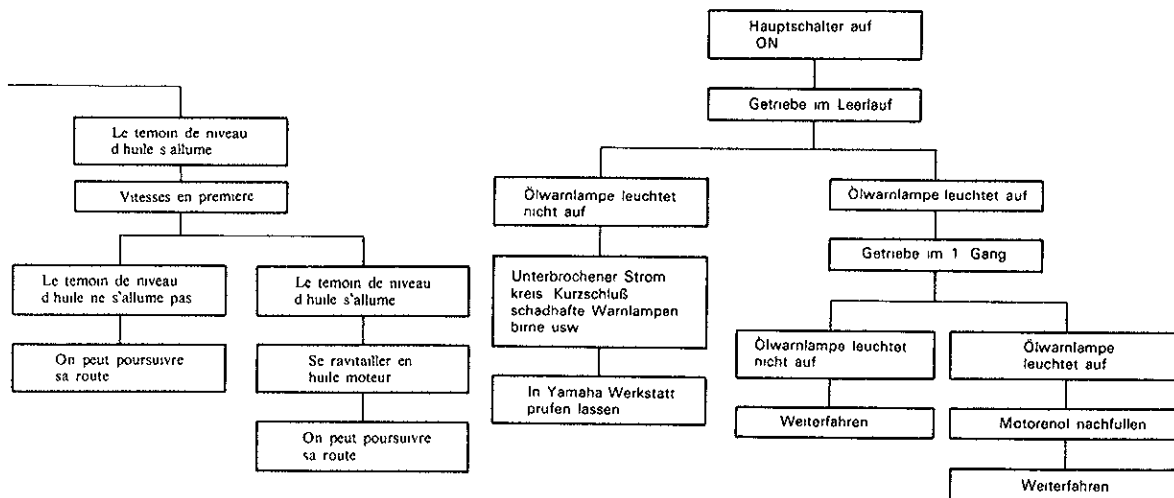 Le temoin de niveau
d huile s allume
Vitesses en premiere
Le temoin de niveau
d huile ne s'allume pas
Le temoin de niveau
d huile s'allume
On peut poursuivre
sa route
Se ravitailler en
huile moteur
On peut poursuivre
sa route
Hauptschalter auf
ON
Getriebe im Leerlauf
Ölwarnlampe leuchtet
nicht auf
Ölwarnlampe leuchtet auf
Unterbrochener Strom
kreis Kurzschluß
schadhafte Warnlampen
birne usw
Getriebe im 1 Gang
In Yamaha Werkstatt
prufen lassen
Ölwarnlampe leuchtet
nicht auf
Ölwarnlampe
leuchtet auf
Weiterfahren
Motorenol nachfullen
Weiterfahren